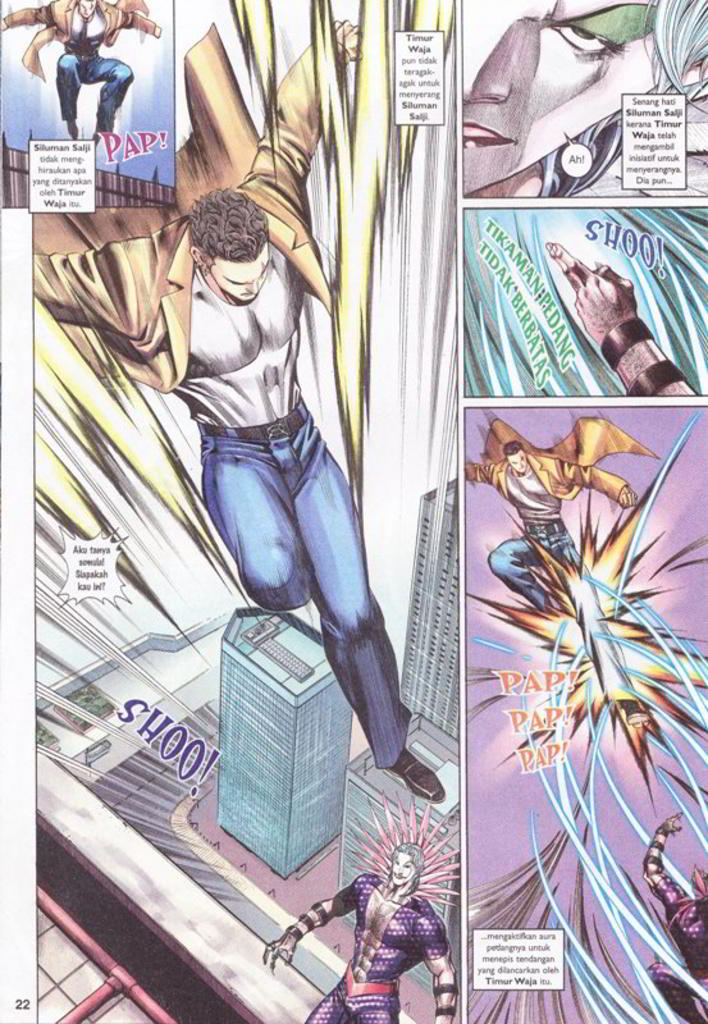 PAP!
Siluman Salji
tidak meng-
hiraukan apa
yang ditanyakan
oleh Timur
Waja itu.
Timur
Waja
pun tidak
teragak-
agak untuk
menyerang
Siluman
Salji.
Aku tanya
semula!
Siapakah
kau ini?
SHOO!
Ah!
Senang hati
Siluman Salji
kerana Timur
Waja telah
mengambil
inisiatif untuk
menyerangnya.
Dia pun...
SHOO!
TIKAMAN PEDANG
TIDAK BERBATAS
PAP!
PAP!
PAP!
...mengaktifkan aura
petdangnya untuk
menepis tendangan
yang dilancarkan oleh
Timur Waja itu.
22